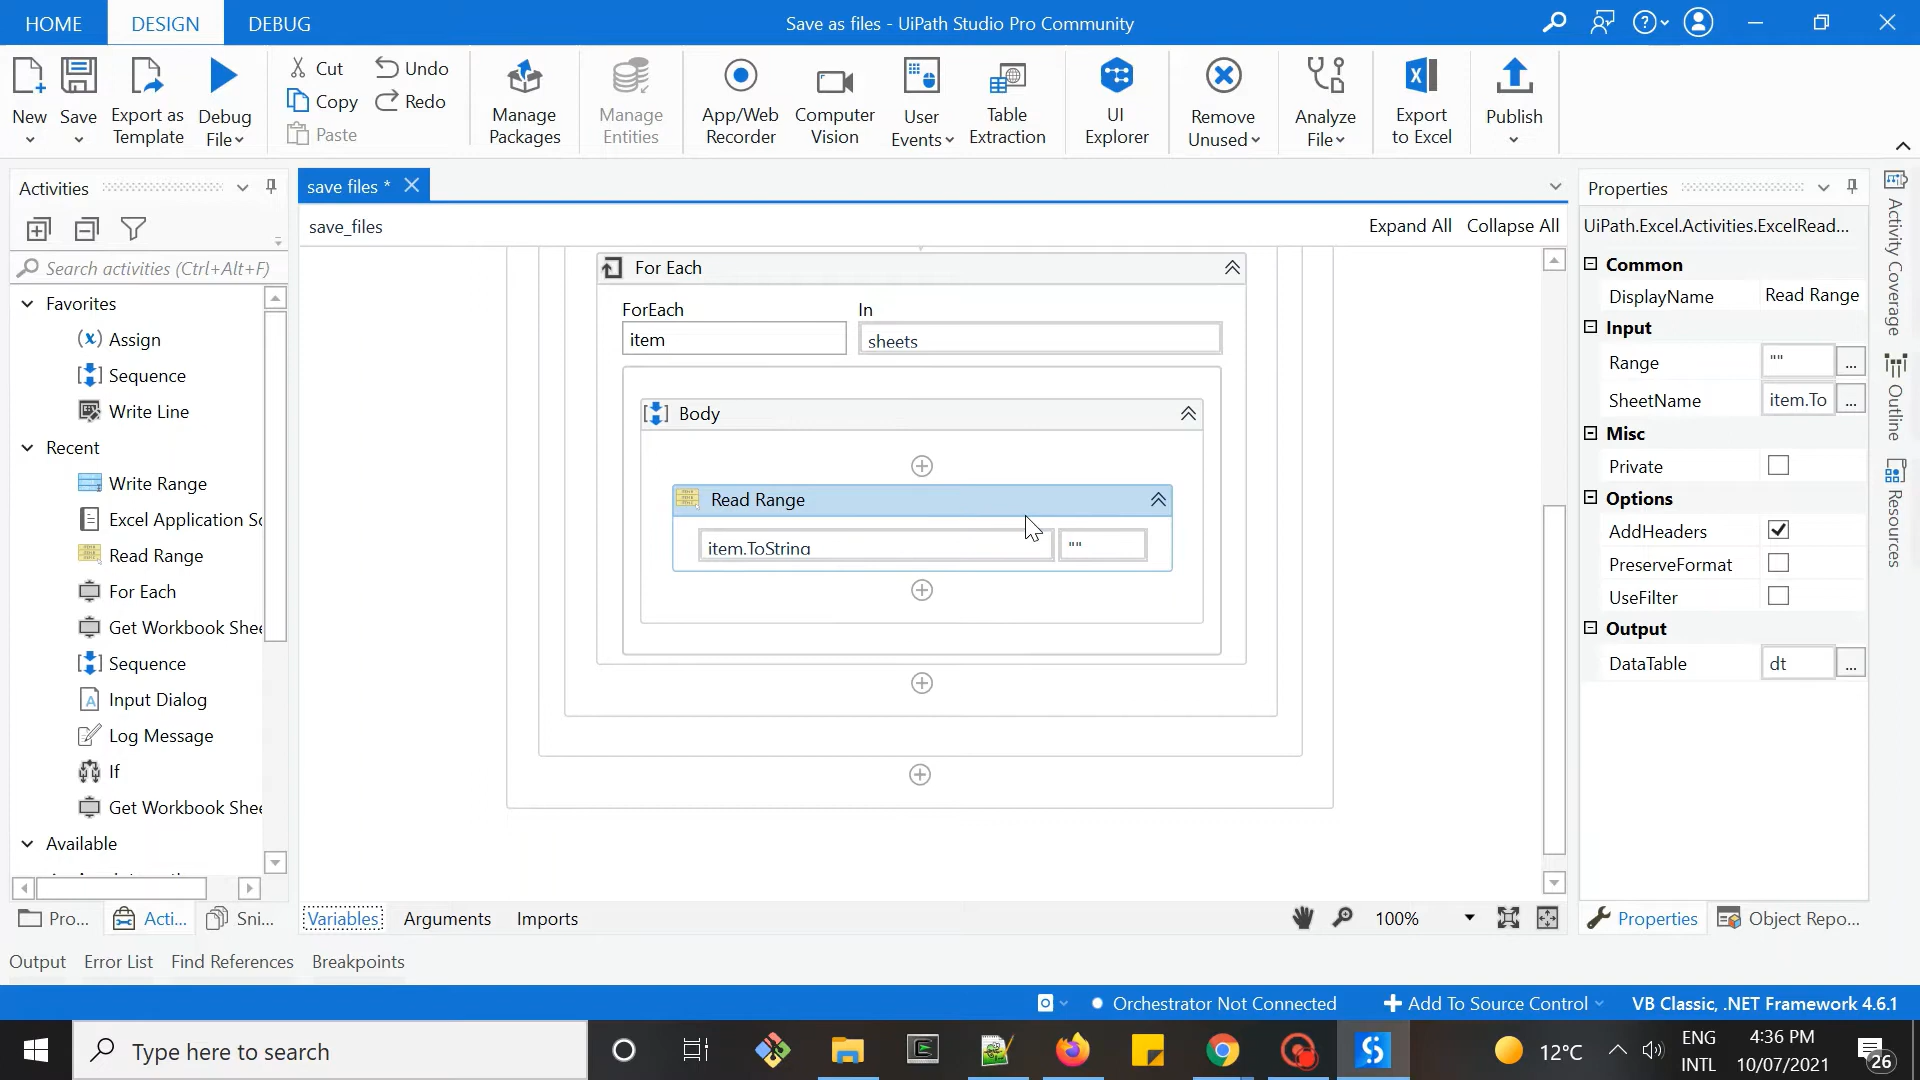 HOME DESIGN DEBUG Save as files - UiPath Studio Pro Community
New Save Export as Template Debug File
Cut Copy Paste Undo Redo
Manage Packages
Manage Entities
App/Web Recorder
Computer Vision
User Events
Table Extraction
UI Explorer
Remove Unused
Analyze File
Export to Excel
Publish
Activities
Search activities (Ctrl+Alt+F)
Favorites
Assign
Sequence
Write Line
Recent
Write Range
Excel Application Sc
Read Range
For Each
Get Workbook Shee
Sequence
Input Dialog
Log Message
If
Get Workbook Shee
Available
Pro... Acti... Sni...
save files *
save_files Expand All Collapse All
For Each
ForEach In
item sheets
Body
Read Range
item.ToString ""
Variables Arguments Imports 100%
Properties
UiPath.Excel.Activities.ExcelRead...
Common
DisplayName Read Range
Input
Range "" ...
SheetName item.To ...
Misc
Private
Options
AddHeaders
PreserveFormat
UseFilter
Output
DataTable dt ...
Properties Object Repo...
Activity Coverage
Outline
Resources
Output Error List Find References Breakpoints
Orchestrator Not Connected Add To Source Control VB Classic, .NET Framework 4.6.1
Type here to search
12°C
ENG
INTL
4:36 PM
10/07/2021
26